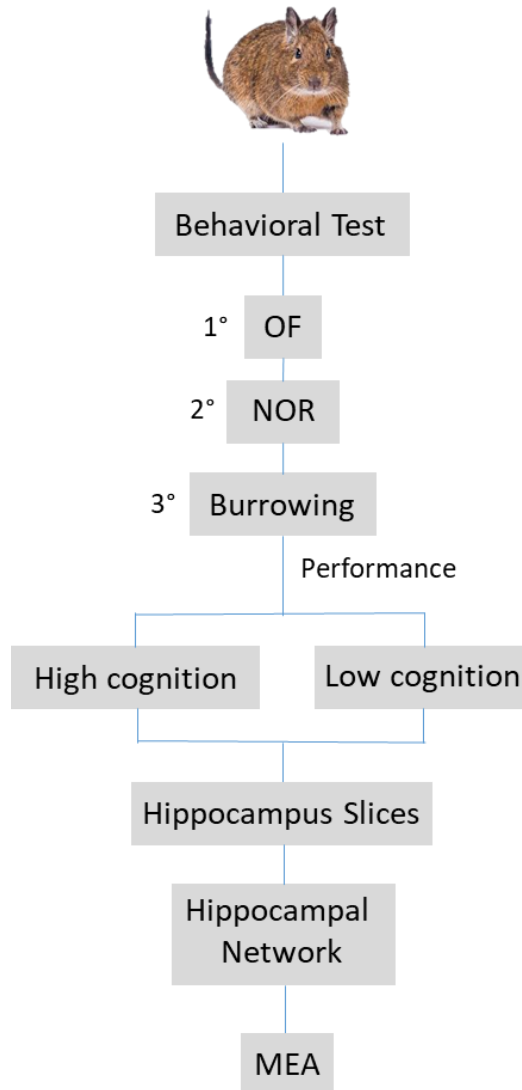 Behavioral Test
1° OF
2° NOR
3° Burrowing
Performance
High cognition
Low cognition
Hippocampus Slices
Hippocampal
Network
MEA